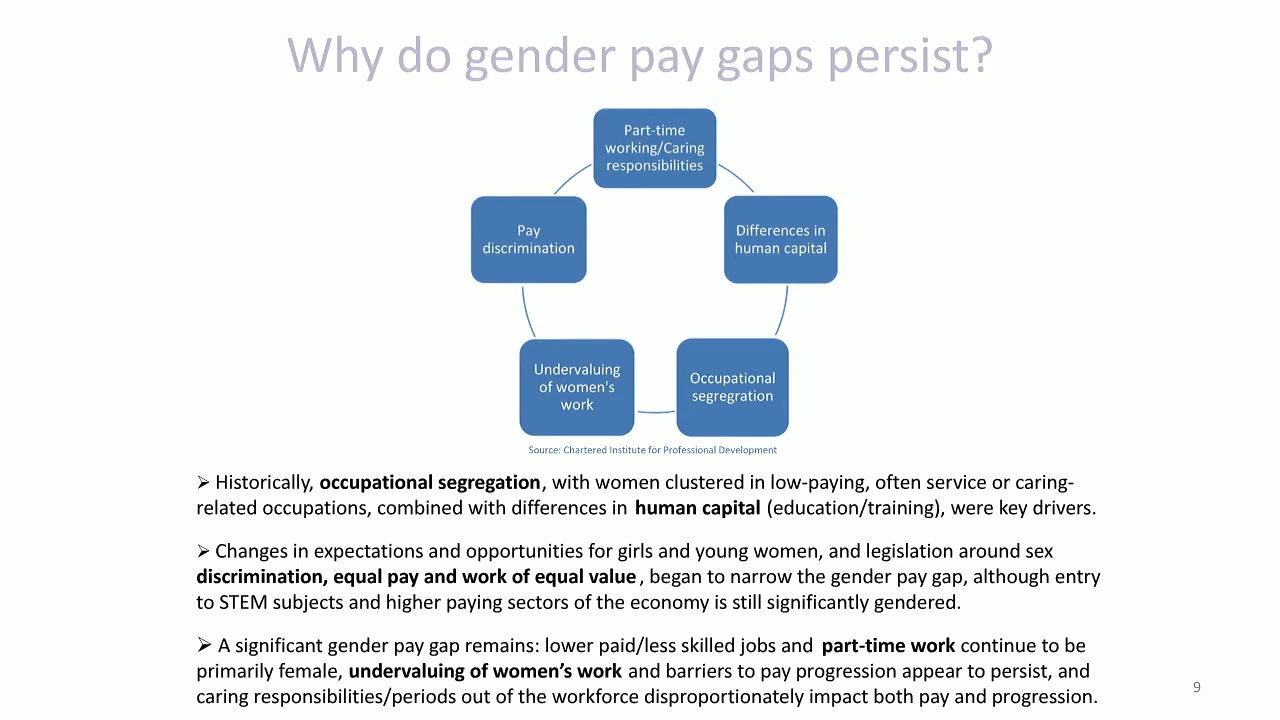 Why do gender pay gaps persist?
Part-time
working/Caring
responsibilities
Pay
discrimination
Differences in
human capital
Undervaluing
of women's
work
Occupational
segregration
Source: Chartered Institute for Professional Development
➢ Historically, occupational segregation, with women clustered in low-paying, often service or caring-
related occupations, combined with differences in human capital (education/training), were key drivers.
➢ Changes in expectations and opportunities for girls and young women, and legislation around sex
discrimination, equal pay and work of equal value, began to narrow the gender pay gap, although entry
to STEM subjects and higher paying sectors of the economy is still significantly gendered.
➢ A significant gender pay gap remains: lower paid/less skilled jobs and part-time work continue to be
primarily female, undervaluing of women’s work and barriers to pay progression appear to persist, and
caring responsibilities/periods out of the workforce disproportionately impact both pay and progression.
9